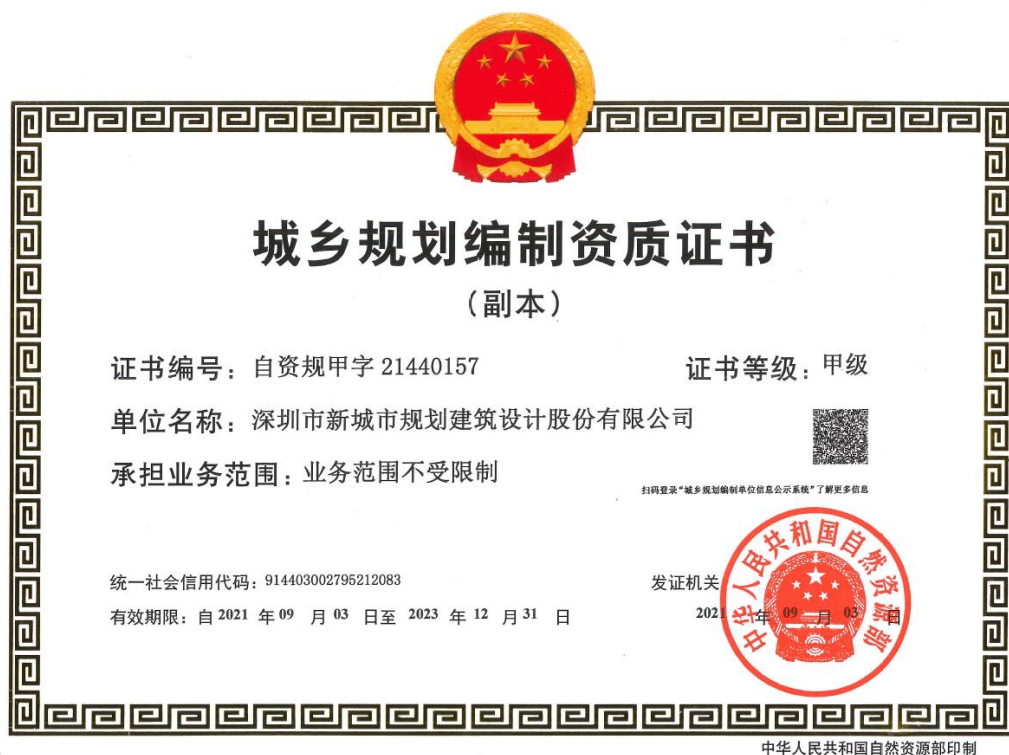 城乡规划编制资质证书
（副本）
证书编号：自资规甲字 21440157
证书等级：甲级
单位名称：深圳市新城市规划建筑设计股份有限公司
承担业务范围：业务范围不受限制
扫码登录“城乡规划编制单位信息公示系统”了解更多信息
统一社会信用代码：914403002795212083
发证机关
有效期限：自 2021 年 09 月 03 日至 2023 年 12 月 31 日
2021 年 09 月 03 日
中华人民共和国自然资源部
中华人民共和国自然资源部印制